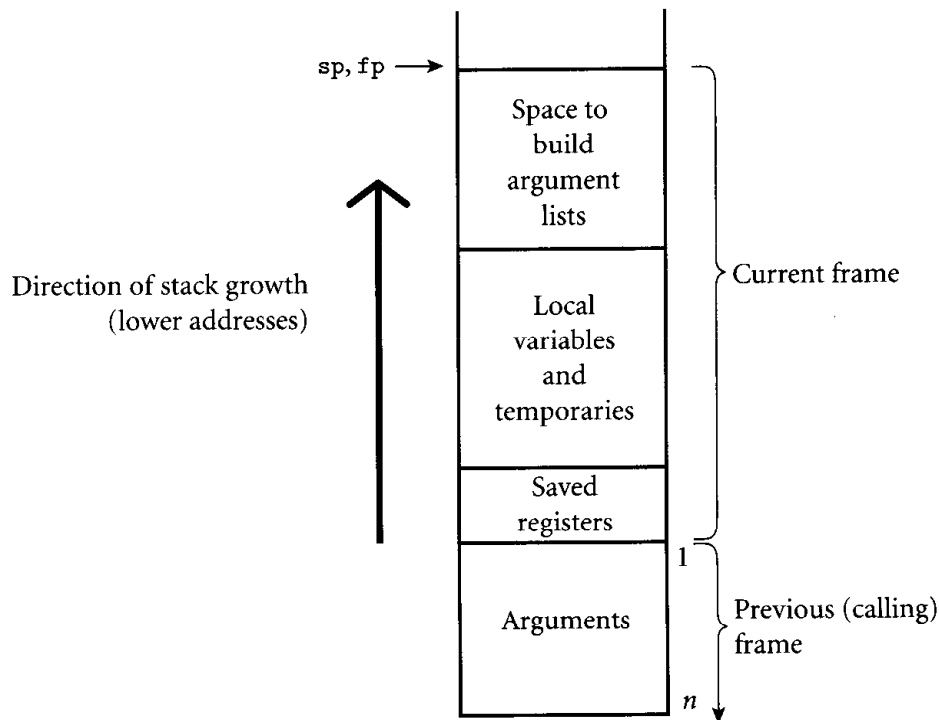 sp, fp
Space to
build
argument
lists
Direction of stack growth
(lower addresses)
Local
variables
and
temporaries
Current frame
Saved
registers
1
Arguments
Previous (calling)
frame
n